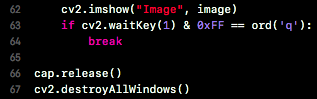 62 cv2.imshow("Image", image)
63 if cv2.waitKey(1) & 0xFF == ord('q'):
64 break
65
66 cap.release()
67 cv2.destroyAllWindows()